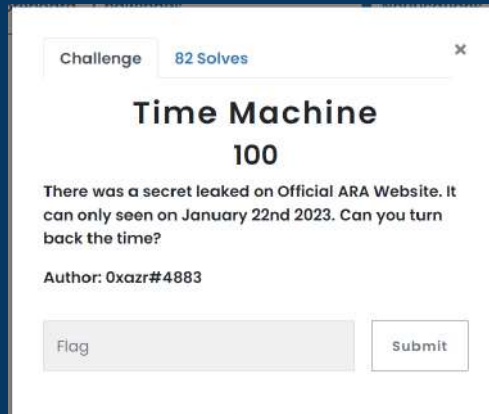 Challenge
82 Solves
×
Time Machine
100
There was a secret leaked on Official ARA Website. It
can only seen on January 22nd 2023. Can you turn
back the time?
Author: 0xazr#4883
Flag
Submit